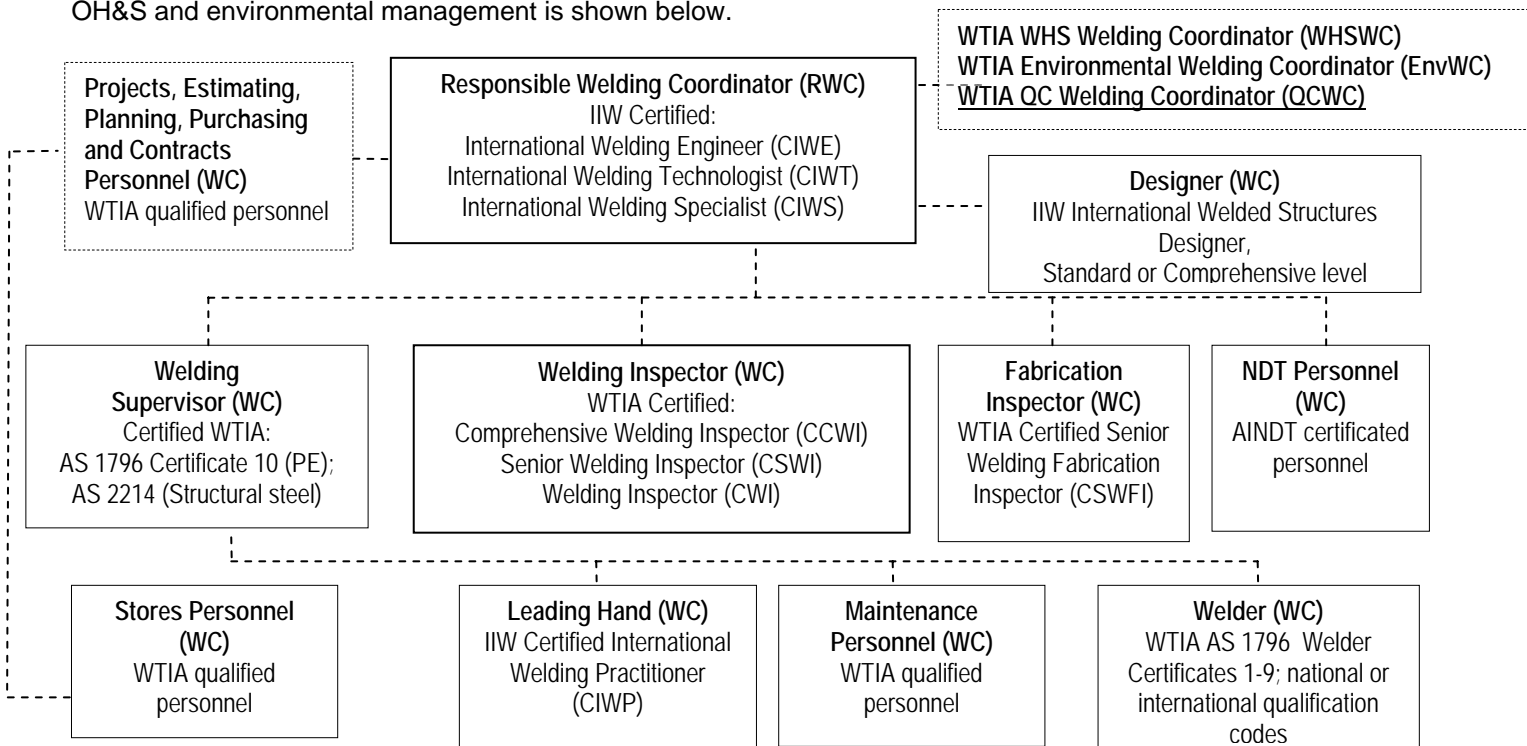 OH&S and environmental management is shown below.
WTIA WHS Welding Coordinator (WHSWC)
WTIA Environmental Welding Coordinator (EnvWC)
WTIA QC Welding Coordinator (QCWC)
Projects, Estimating,
Planning, Purchasing
and Contracts
Personnel (WC)
WTIA qualified personnel
Responsible Welding Coordinator (RWC)
IIW Certified:
International Welding Engineer (CIWE)
International Welding Technologist (CIWT)
International Welding Specialist (CIWS)
Designer (WC)
IIW International Welded Structures
Designer,
Standard or Comprehensive level
Welding
Supervisor (WC)
Certified WTIA:
AS 1796 Certificate 10 (PE);
AS 2214 (Structural steel)
Welding Inspector (WC)
WTIA Certified:
Comprehensive Welding Inspector (CCWI)
Senior Welding Inspector (CSWI)
Welding Inspector (CWI)
Fabrication
Inspector (WC)
WTIA Certified Senior
Welding Fabrication
Inspector (CSWFI)
NDT Personnel
(WC)
AINDT certificated
personnel
Stores Personnel
(WC)
WTIA qualified
personnel
Leading Hand (WC)
IIW Certified International
Welding Practitioner
(CIWP)
Maintenance
Personnel (WC)
WTIA qualified
personnel
Welder (WC)
WTIA AS 1796 Welder
Certificates 1-9; national or
international qualification
codes